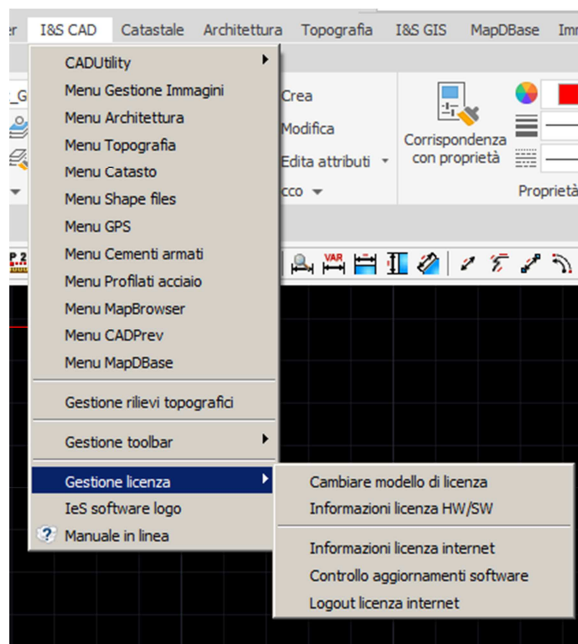 I&S CAD Catastale Architettura Topografia I&S GIS MapDBase
CADUtility
Menu Gestione Immagini
Menu Architettura
Menu Topografia
Menu Catasto
Menu Shape files
Menu GPS
Menu Cementi armati
Menu Profilati acciaio
Menu MapBrowser
Menu CADPrev
Menu MapDBase
Gestione rilievi topografici
Gestione toolbar
Gestione licenza
IeS software logo
Manuale in linea
Crea
Modifica
Edita attributi
cco
Corrispondenza
con proprietà
Proprietà
VAR
Cambiare modello di licenza
Informazioni licenza HW/SW
Informazioni licenza internet
Controllo aggiornamenti software
Logout licenza internet